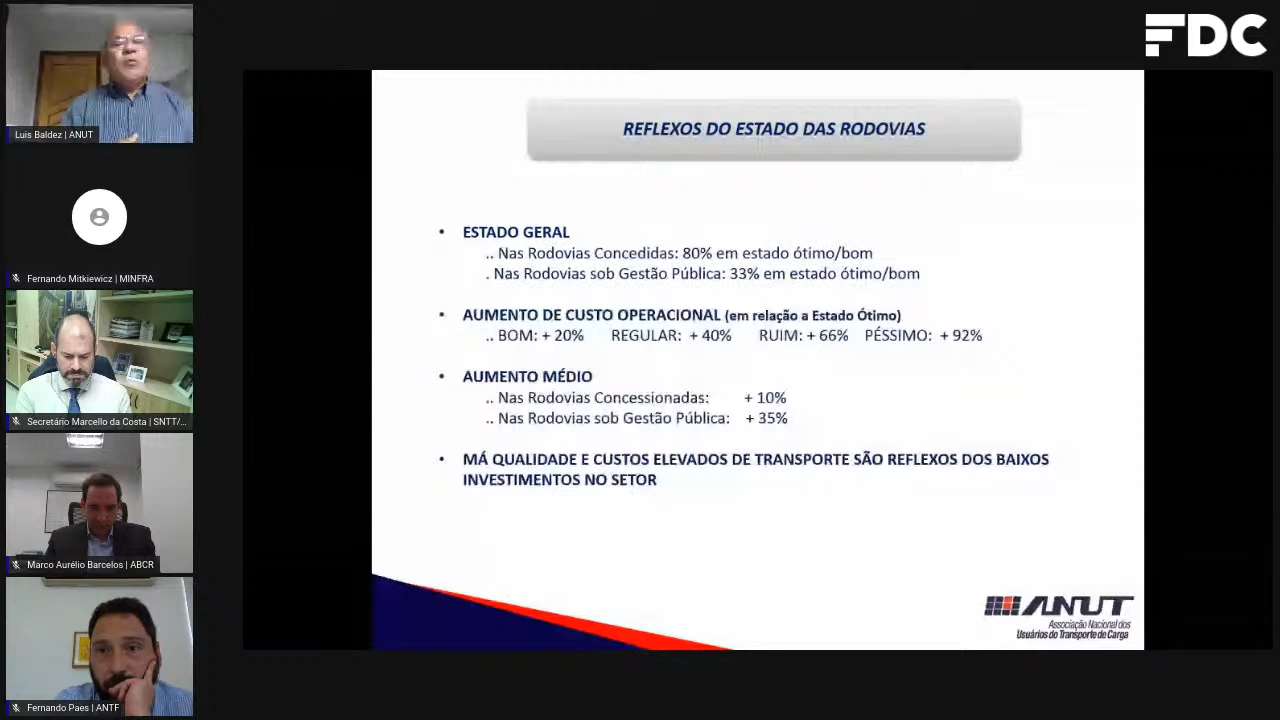 FDC
Luis Baldez | ANUT
Fernando Mitkiewicz | MINFRA
Secretário Marcello da Costa | SNTT/...
Marco Aurélio Barcelos | ABCR
Fernando Paes | ANTF
REFLEXOS DO ESTADO DAS RODOVIAS
• ESTADO GERAL
.. Nas Rodovias Concedidas: 80% em estado ótimo/bom
. Nas Rodovias sob Gestão Pública: 33% em estado ótimo/bom
• AUMENTO DE CUSTO OPERACIONAL (em relação a Estado Ótimo)
.. BOM: + 20% REGULAR: + 40% RUIM: + 66% PÉSSIMO: + 92%
• AUMENTO MÉDIO
.. Nas Rodovias Concessionadas: + 10%
.. Nas Rodovias sob Gestão Pública: + 35%
• MÁ QUALIDADE E CUSTOS ELEVADOS DE TRANSPORTE SÃO REFLEXOS DOS BAIXOS
INVESTIMENTOS NO SETOR
ANUT
Associação Nacional dos
Usuários do Transporte de Carga